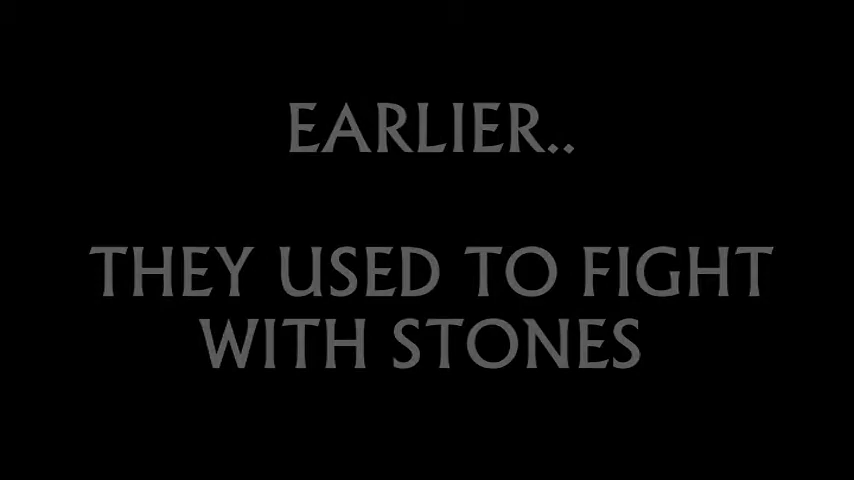 EARLIER..
THEY USED TO FIGHT
WITH STONES